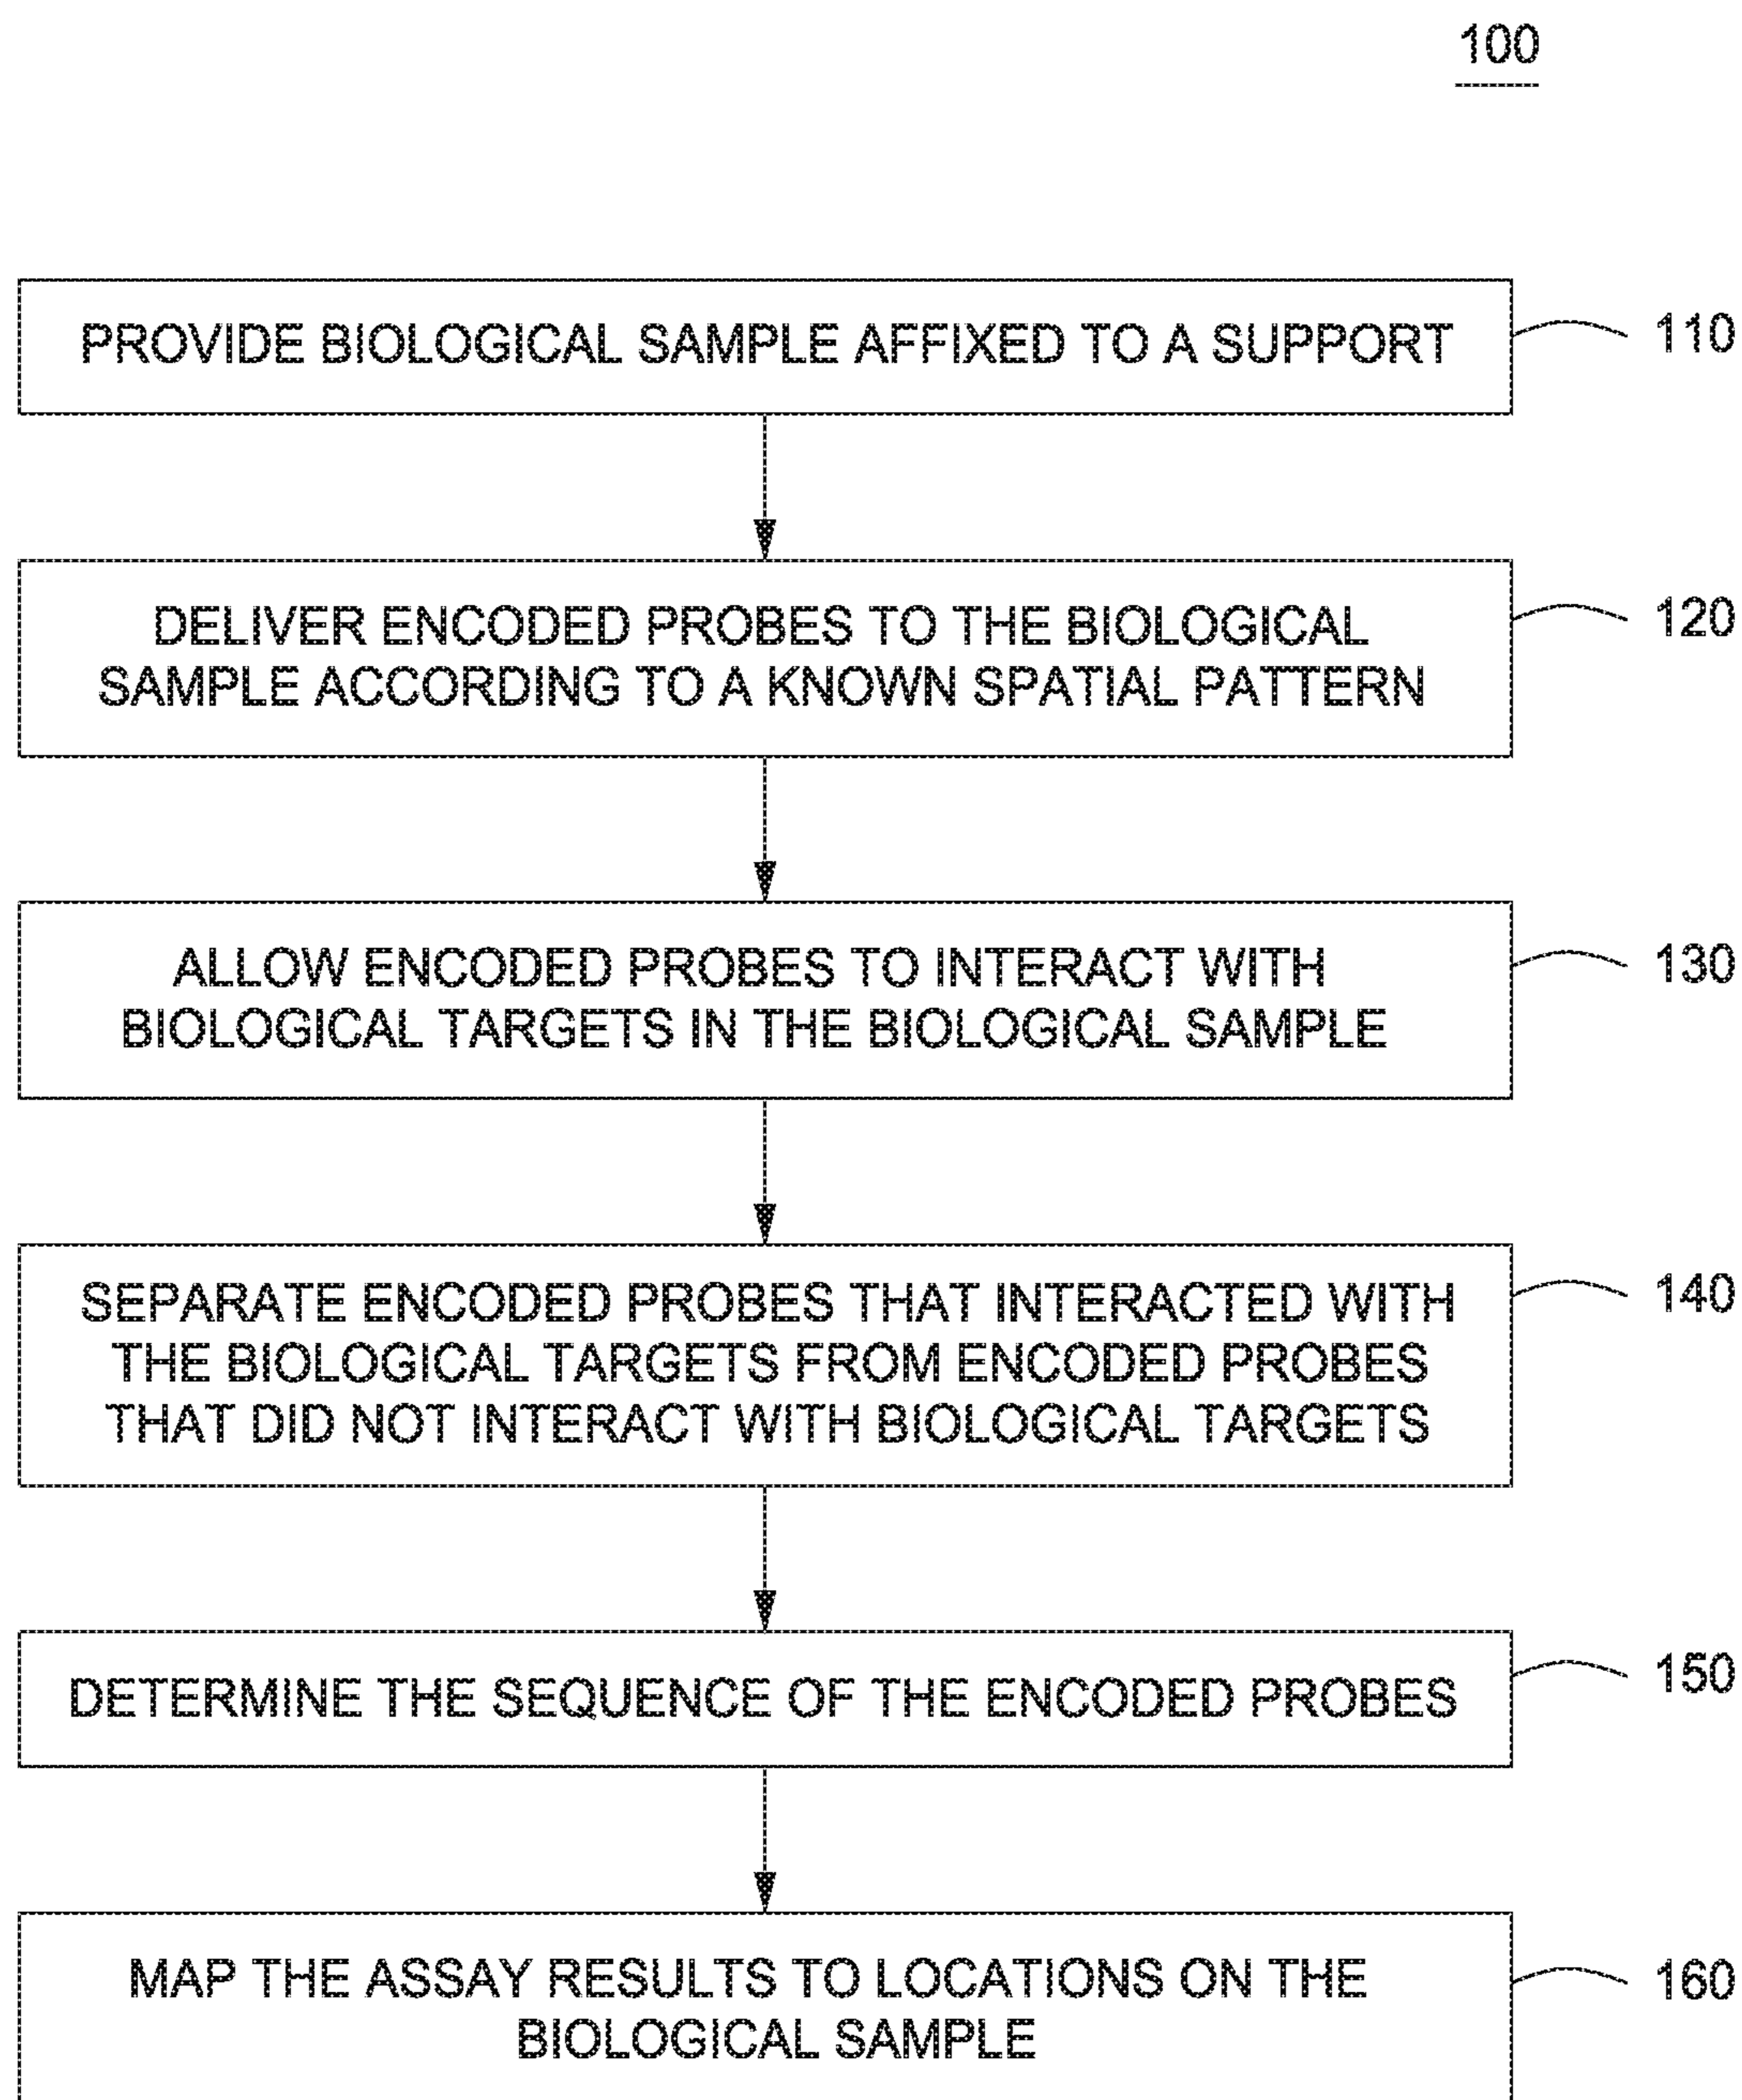 100
PROVIDE BIOLOGICAL SAMPLE AFFIXED TO A SUPPORT
110
DELIVER ENCODED PROBES TO THE BIOLOGICAL
SAMPLE ACCORDING TO A KNOWN SPATIAL PATTERN
120
ALLOW ENCODED PROBES TO INTERACT WITH
BIOLOGICAL TARGETS IN THE BIOLOGICAL SAMPLE
130
SEPARATE ENCODED PROBES THAT INTERACTED WITH
THE BIOLOGICAL TARGETS FROM ENCODED PROBES
THAT DID NOT INTERACT WITH BIOLOGICAL TARGETS
140
DETERMINE THE SEQUENCE OF THE ENCODED PROBES
150
MAP THE ASSAY RESULTS TO LOCATIONS ON THE
BIOLOGICAL SAMPLE
160